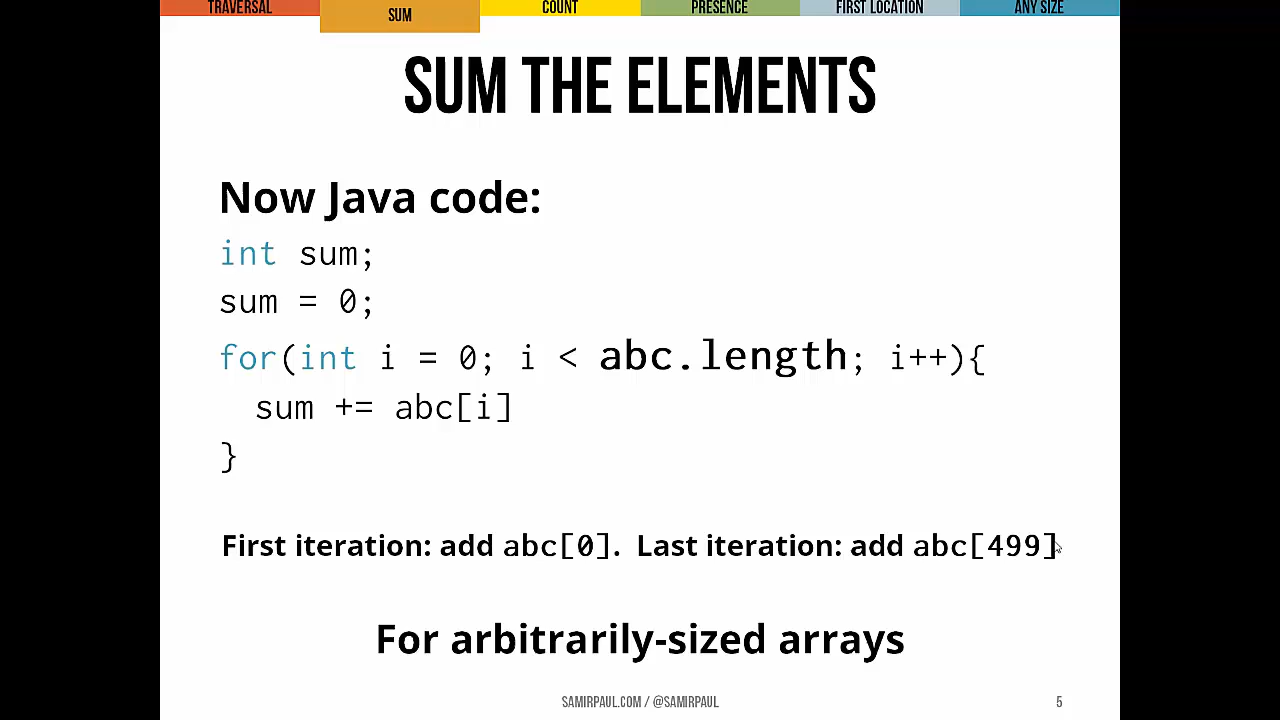 TRAVERSAL SUM COUNT PRESENCE FIRST LOCATION ANY SIZE
SUM THE ELEMENTS
Now Java code:
int sum;
sum = 0;
for(int i = 0; i < abc.length; i++){
sum += abc[i]
}
First iteration: add abc[0]. Last iteration: add abc[499]
For arbitrarily-sized arrays
SAMIRPAUL.COM / @SAMIRPAUL 5